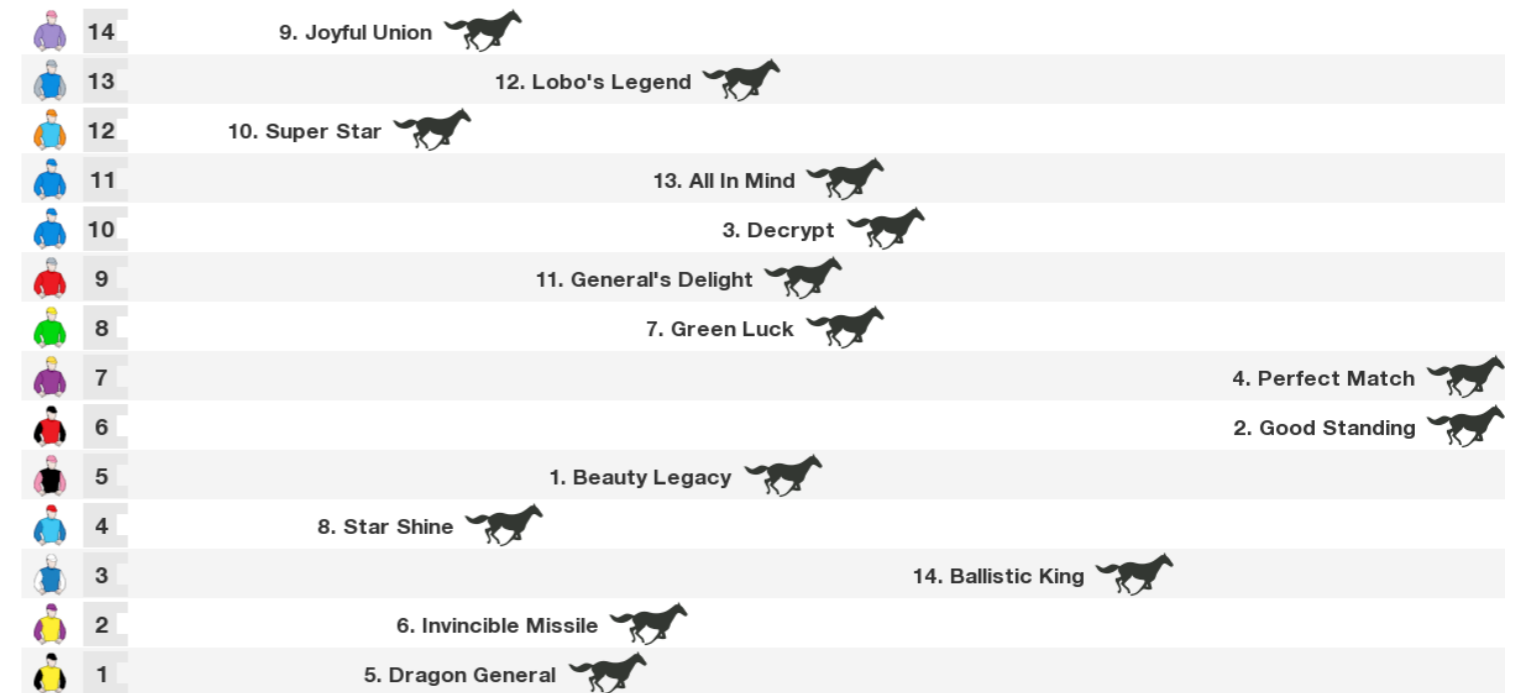 14 9. Joyful Union
13 12. Lobo's Legend
12 10. Super Star
11 13. All In Mind
10 3. Decrypt
9 11. General's Delight
8 7. Green Luck
7 4. Perfect Match
6 2. Good Standing
5 1. Beauty Legacy
4 8. Star Shine
3 14. Ballistic King
2 6. Invincible Missile
1 5. Dragon General